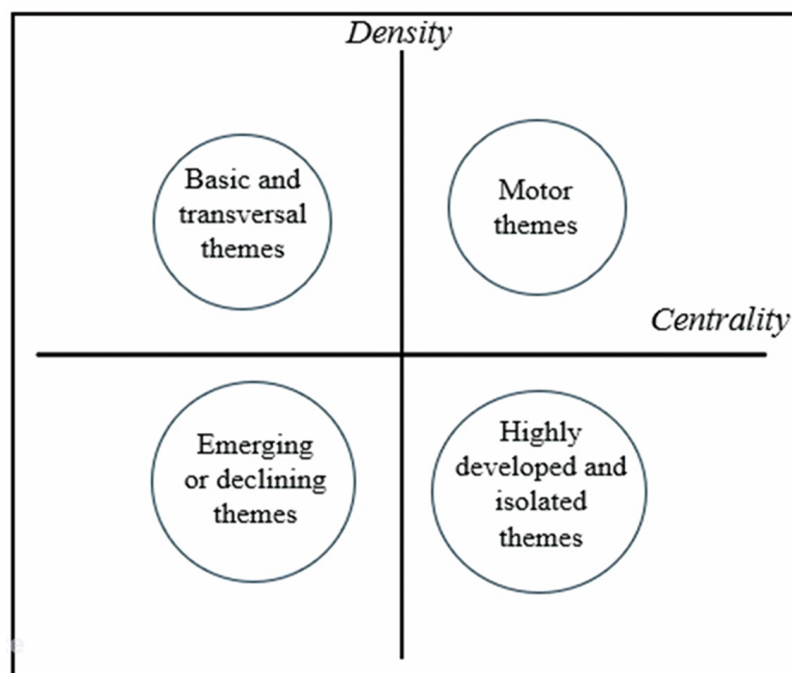 Density
Basic and
transversal
themes
Motor
themes
Centrality
Emerging
or declining
themes
Highly
developed and
isolated
themes